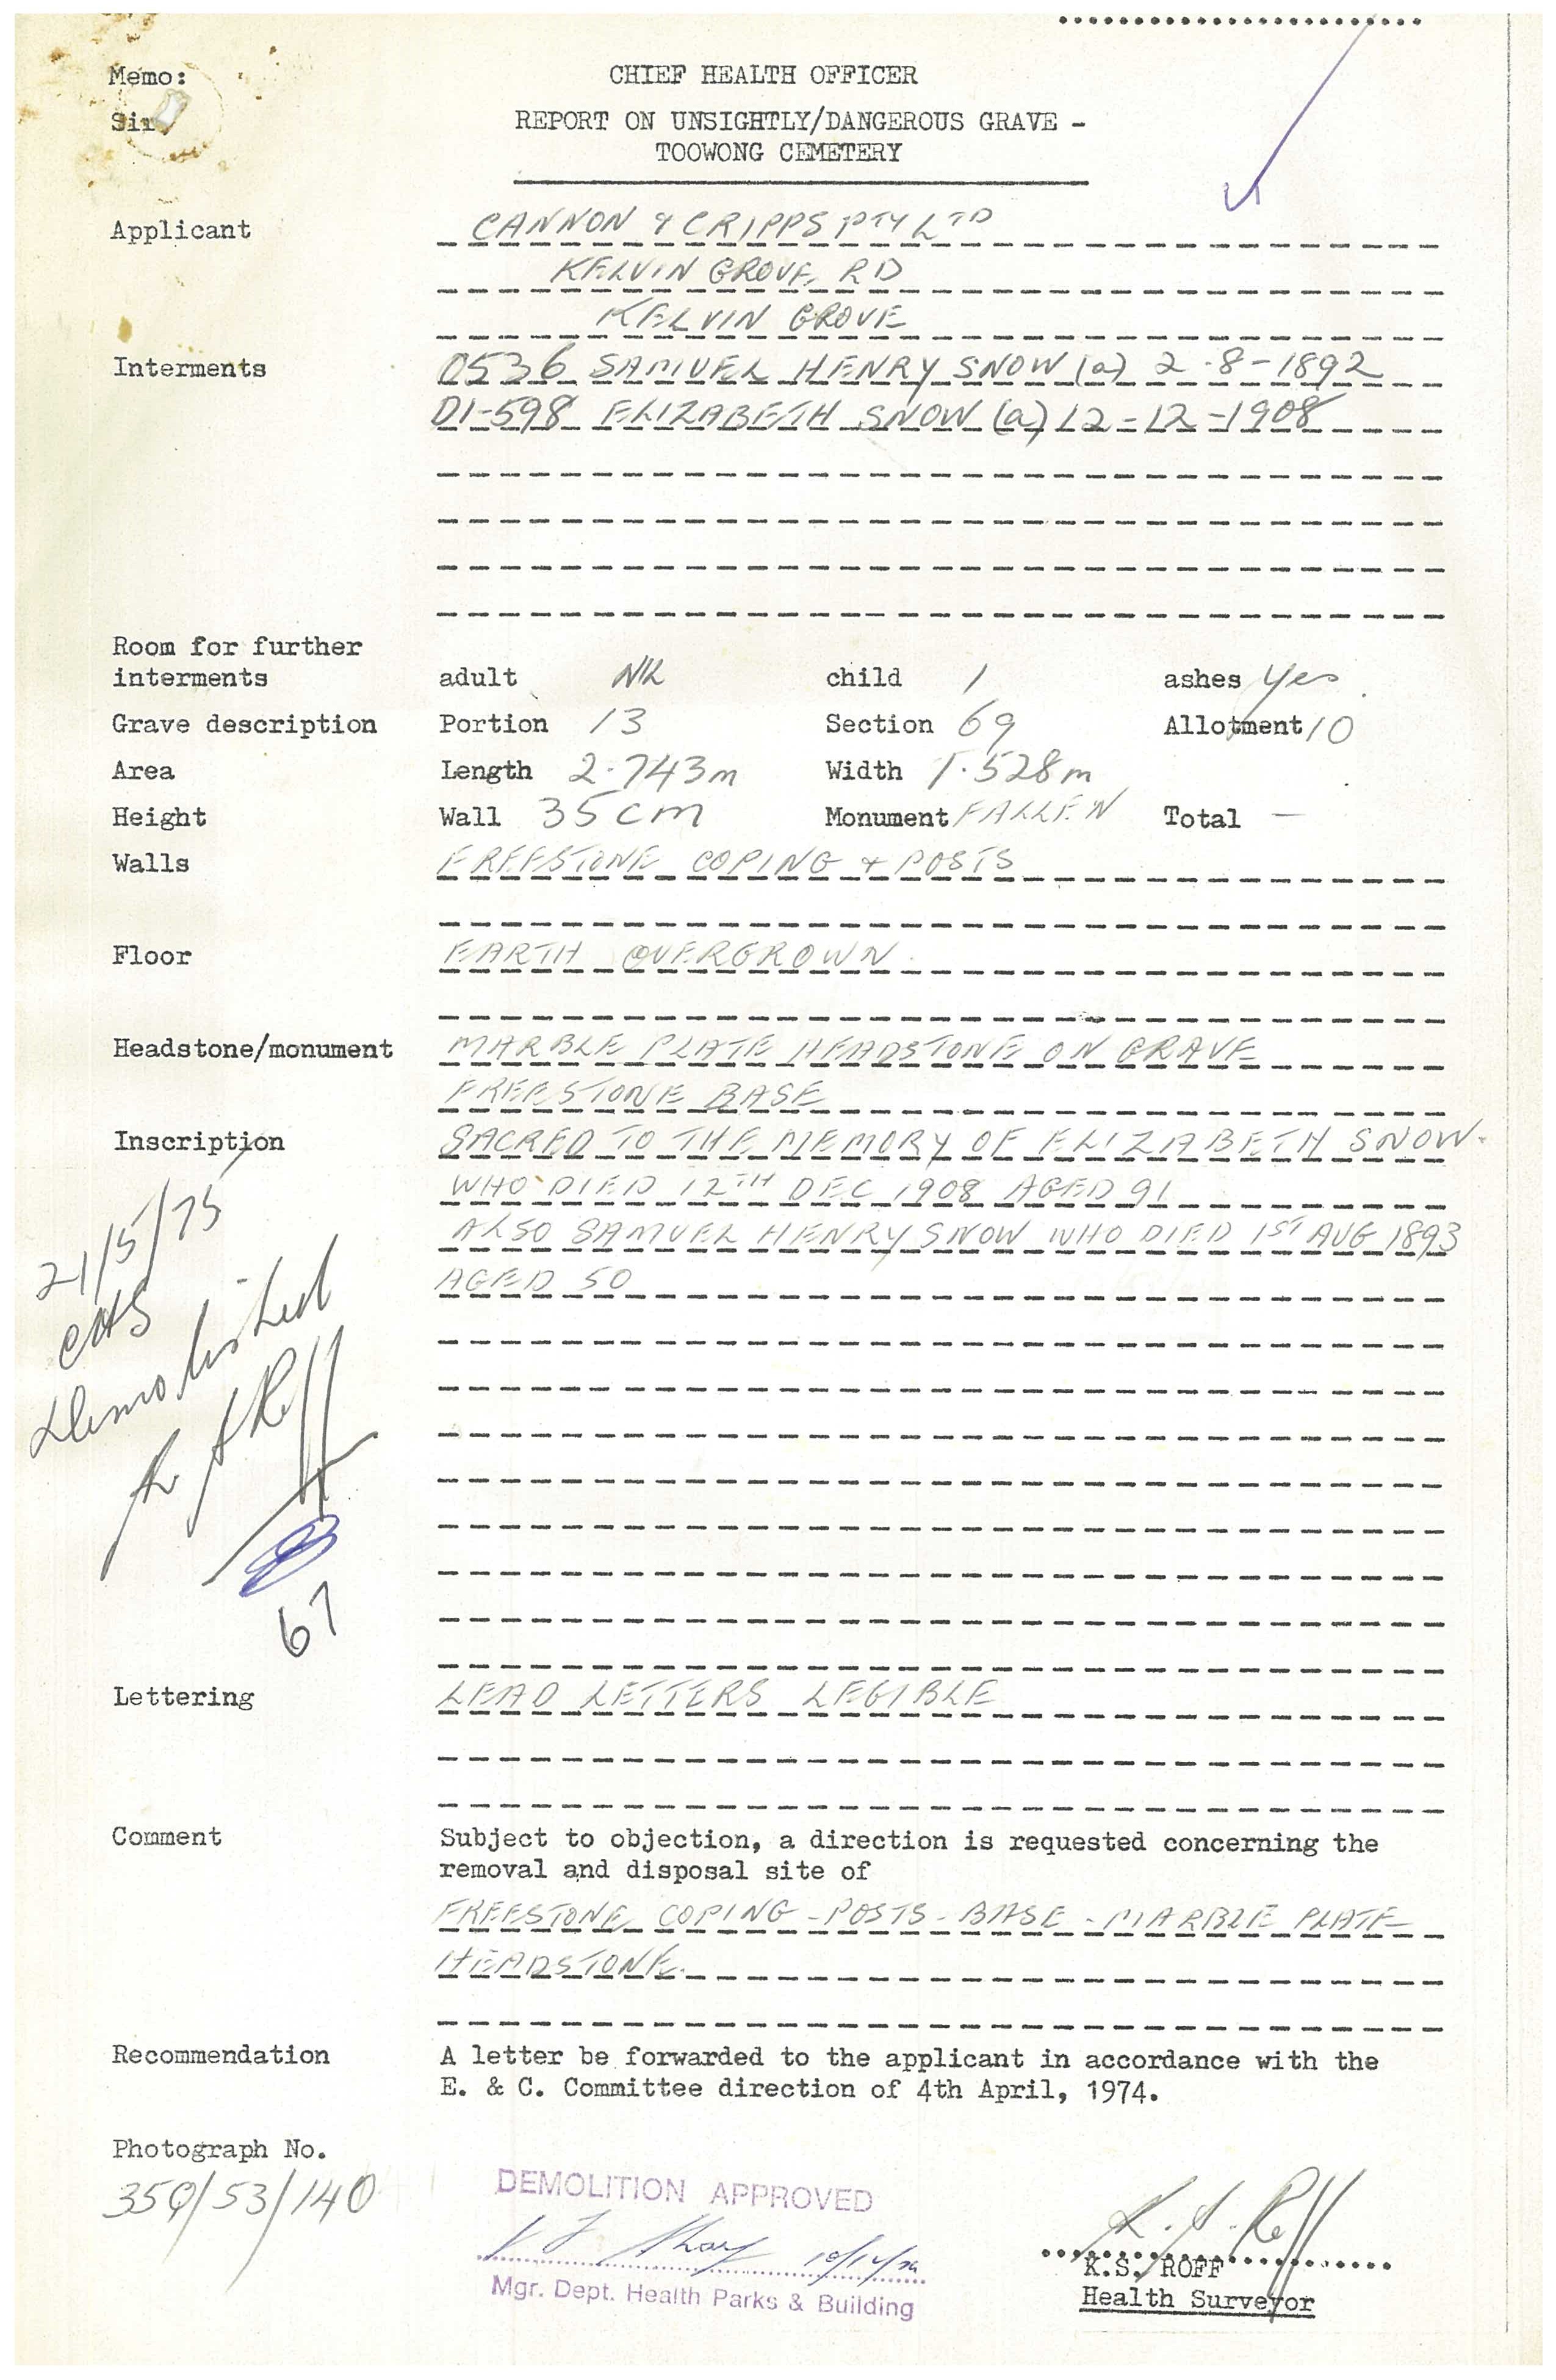 Memo:
CHIEF HEALTH OFFICER
Sir,
REPORT ON UNSIGHTLY/DANGEROUS GRAVE -
TOOWONG CEMETERY
Applicant CANNON & CRIPPS PTY LTD
KELVIN GROVE, RD
KELVIN GROVE
Interments 0536 SAMUEL HENRY SNOW (a) 2-8-1892
D1-598 ELIZABETH SNOW (a) 12-12-1908
Room for further
interments adult NIL child 1 ashes Yes
Grave description Portion 13 Section 69 Allotment 10
Area Length 2.743m Width 1.528m
Height Wall 35cm Monument FALLEN Total -
Walls FREESTONE COPING & POSTS
Floor EARTH OVERGROWN.
Headstone/monument MARBLE PLATE HEADSTONE ON GRAVE
FREESTONE BASE
Inscription SACRED TO THE MEMORY OF ELIZABETH SNOW.
WHO DIED 12TH DEC 1908 AGED 91
ALSO SAMUEL HENRY SNOW WHO DIED 1ST AUG 1893
AGED 50
21/5/75
Demolished
67
Lettering LEAD LETTERS LEGIBLE
Comment Subject to objection, a direction is requested concerning the
removal and disposal site of
FREESTONE COPING - POSTS - BASE - MARBLE PLATE
HEADSTONE.
Recommendation A letter be forwarded to the applicant in accordance with the
E. & C. Committee direction of 4th April, 1974.
Photograph No.
350/53/140
DEMOLITION APPROVED
Mgr. Dept. Health Parks & Building
K. S. Roff
K.S. ROFF
Health Surveyor